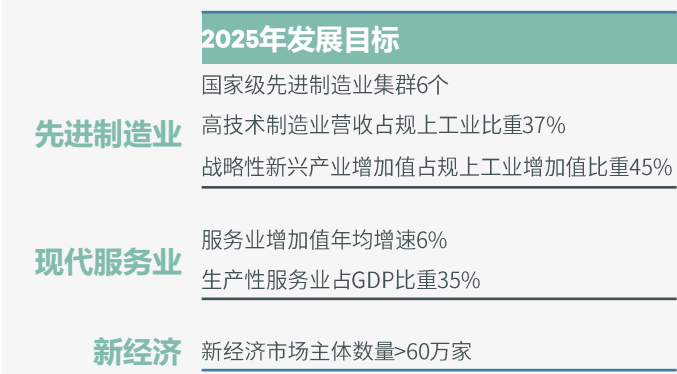 2025年发展目标
先进制造业
国家级先进制造业集群6个
高技术制造业营收占规上工业比重37%
战略性新兴产业增加值占规上工业增加值比重45%
现代服务业
服务业增加值年均增速6%
生产性服务业占GDP比重35%
新经济
新经济市场主体数量>60万家